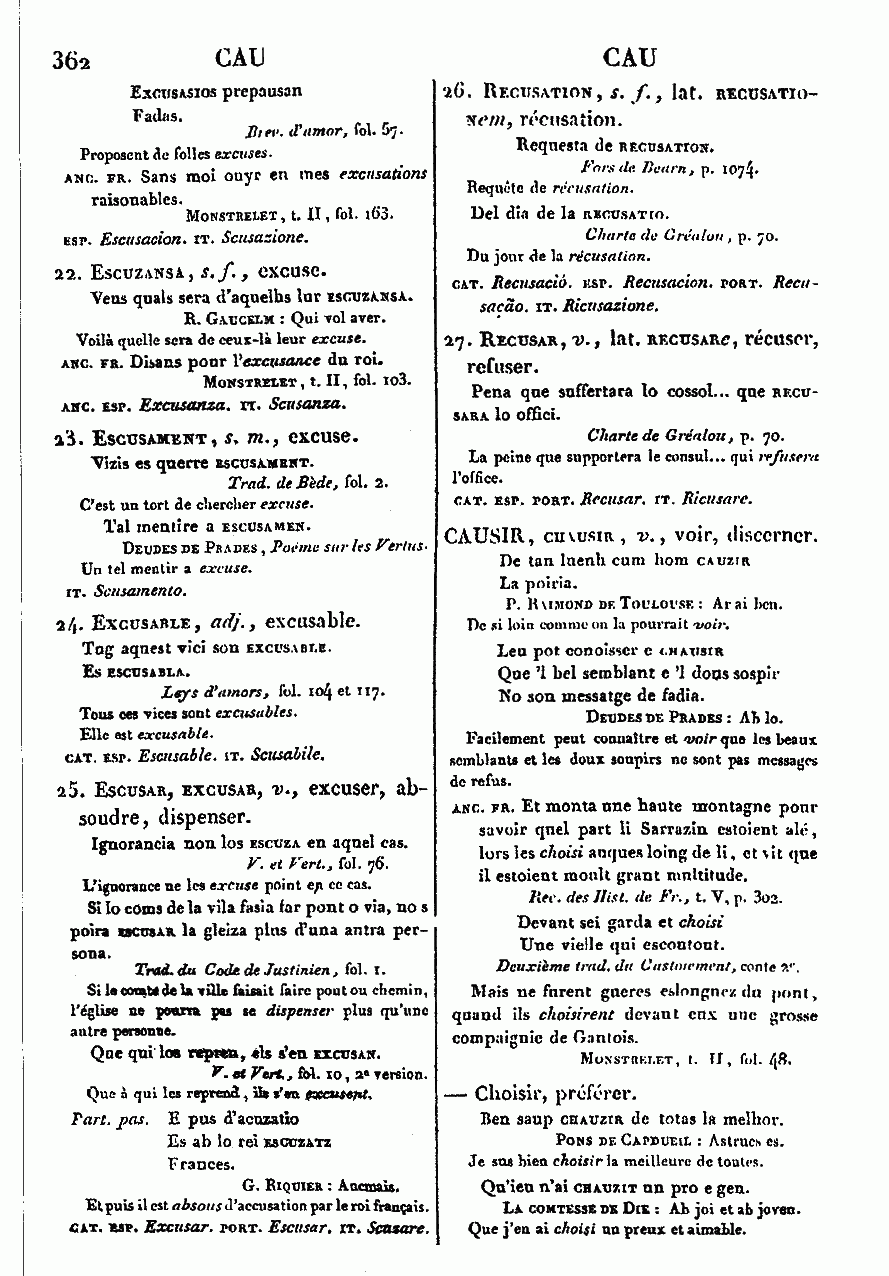 362 CAU CAU
Excusasios prepausan
Fadas.
Brev. d'amor, fol. 57.
Proposent de folles excuses.
ANC. FR. Sans moi ouyr en mes excusations
raisonables.
Monstrelet, t. II, fol. 163.
ESP. Escusacion. IT. Scusazione.
22. Escuzansa, s. f., excuse.
Veus quals sera d'aquelhs lur escuzansa.
R. Gaucelm : Qui vol aver.
Voilà quelle sera de ceux-là leur excuse.
ANC. FR. Disans pour l'excusance du roi.
Monstrelet, t. II, fol. 103.
ANC. ESP. Excusanza. IT. Scusanza.
23. Escusament, s. m., excuse.
Vizis es querre escusament.
Trad. de Bède, fol. 2.
C'est un tort de chercher excuse.
Tal mentire a escusamen.
Deudes de Prades, Poëme sur les Vertus.
Un tel mentir a excuse.
IT. Scusamento.
24. Excusable, adj., excusable.
Tug aquest vici son excusable.
Es escusabla.
Leys d'amors, fol. 104 et 117.
Tous ces vices sont excusables.
Elle est excusable.
CAT. ESP. Escusable. IT. Scusabile.
25. Escusar, excusar, v., excuser, ab-
soudre, dispenser.
Ignorancia non los escuza en aquel cas.
V. et Vert., fol. 76.
L'ignorance ne les excuse point en ce cas.
Si lo coms de la vila fasia far pont o via, no s
poira escusar la gleiza plus d'una autra per-
sona.
Trad. du Code de Justinien, fol. 1.
Si le comte de la ville faisait faire pont ou chemin,
l'église ne pourra pas se dispenser plus qu'une
autre personne.
Que qui los repren, els s'en excusan.
V. et Vert., fol. 10, 2e version.
Que à qui les reprend, ils s'en excusent.
Part. pas. E pus d'acuzatio
Es ab lo rei escuzatz
Frances.
G. Riquier : Anemais.
Et puis il est absous d'accusation par le roi français.
CAT. ESP. Excusar. PORT. Escusar. IT. Scusare.
26. Recusation, s. f., lat. recusatio-
nem, récusation.
Requesta de recusation.
Fors de Béarn, p. 1074.
Requête de récusation.
Del dia de la recusatio.
Charte de Gréalou, p. 70.
Du jour de la récusation.
CAT. Recusació. ESP. Recusacion. PORT. Recu-
sação. IT. Ricusazione.
27. Recusar, v., lat. recusare, récuser,
refuser.
Pena que suffertara lo cossol... que recu-
sara lo offici.
Charte de Gréalou, p. 70.
La peine que supportera le consul... qui refusera
l'office.
CAT. ESP. PORT. Recusar. IT. Ricusare.
CAUSIR, chausir, v., voir, discerner.
De tan luenh cum hom cauzir
La poiria.
P. Raimond de Toulouse : Ar ai ben.
De si loin comme on la pourrait voir.
Leu pot conoisser e chausir
Que 'l bel semblant e 'l dous sospir
No son messatge de fadia.
Deudes de Prades : Ab lo.
Facilement peut connaître et voir que les beaux
semblants et les doux soupirs ne sont pas messages
de refus.
ANC. FR. Et monta une haute montagne pour
savoir quel part li Sarrazin estoient alé,
lors les choisi auques loing de li, et vit que
il estoient moult grant multitude.
Rec. des Hist. de Fr., t. V, p. 302.
Devant sei garda et choisi
Une vielle qui escontout.
Deuxième trad. du Castoiement, conte 2e.
Mais ne furent gueres eslongnez du pont,
quand ils choisirent devant eux une grosse
compaignie de Gantois.
Monstrelet, t. II, fol. 48.
— Choisir, préférer.
Ben saup chauzir de totas la melhor.
Pons de Capdueil : Astrucs es.
Je sus bien choisir la meilleure de toutes.
Qu'ieu n'ai chauzit un pro e gen.
La comtesse de Die : Ab joi et ab joven.
Que j'en ai choisi un preux et aimable.